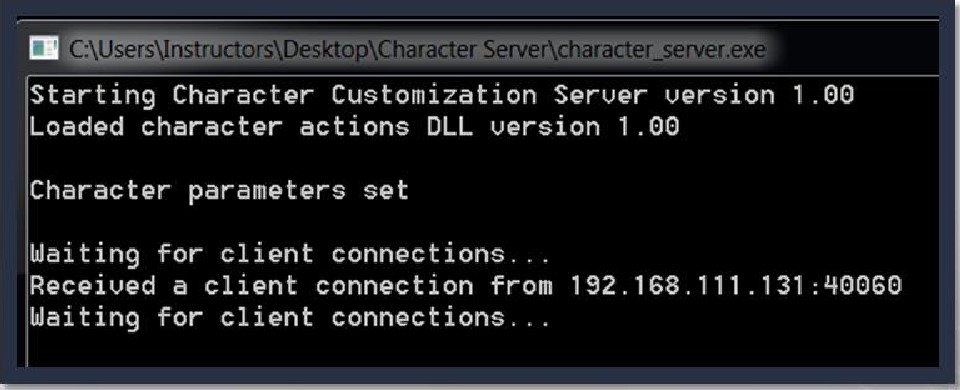 C:\Users\Instructors\Desktop\Character Server\character_server.exe
Starting Character Customization Server version 1.00
Loaded character actions DLL version 1.00
Character parameters set
Waiting for client connections...
Received a client connection from 192.168.111.131:40060
Waiting for client connections...